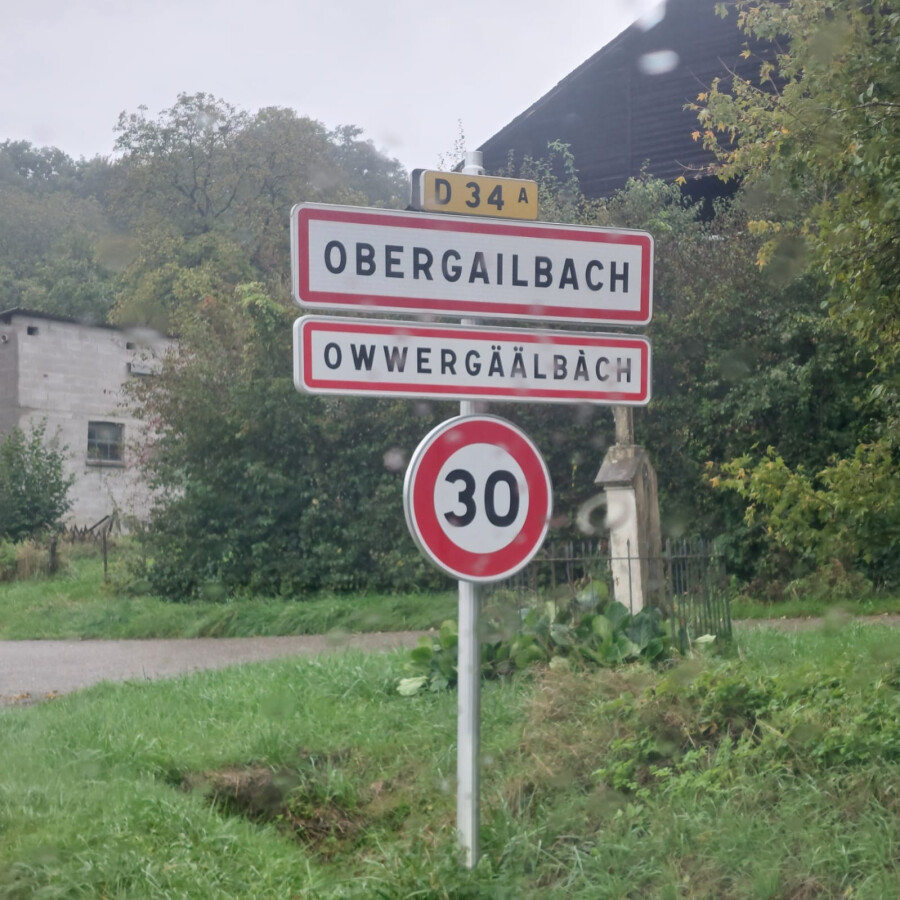 D 34 A
OBERGAILBACH
OWWERGÄÄLBÀCH
30